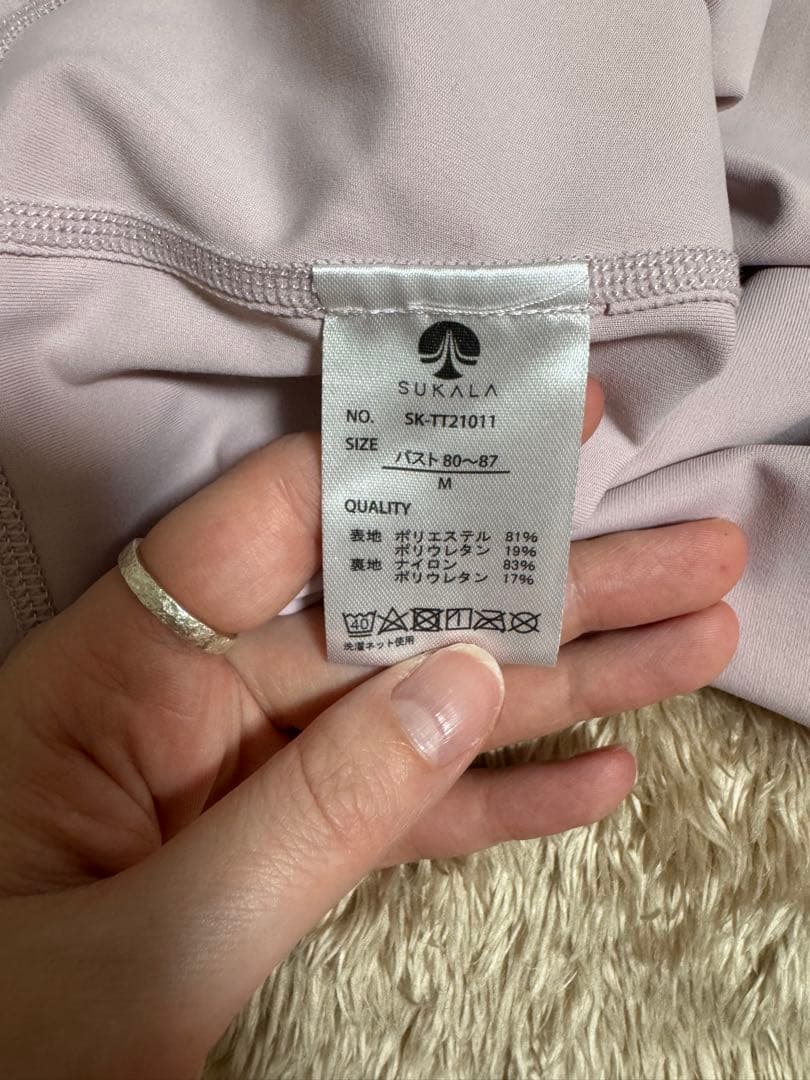 SUKALA
NO. SK-TT21011
SIZE バスト 80〜87
M
QUALITY
表地 ポリエステル 81%
ポリウレタン 19%
裏地 ナイロン 83%
ポリウレタン 17%
40
洗濯ネット使用